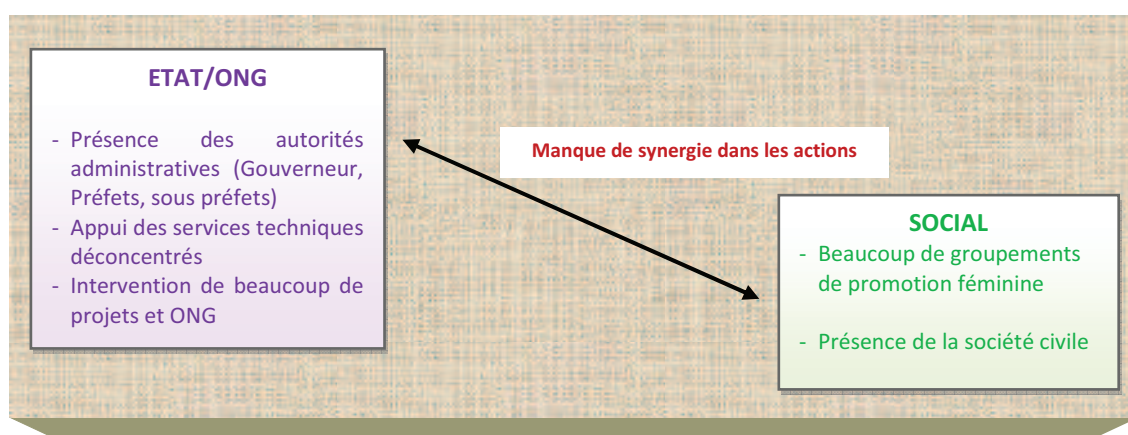 ETAT/ONG
- Présence des autorités
administratives (Gouverneur,
Préfets, sous préfets)
- Appui des services techniques
déconcentrés
- Intervention de beaucoup de
projets et ONG
Manque de synergie dans les actions
SOCIAL
- Beaucoup de groupements
de promotion féminine
- Présence de la société civile